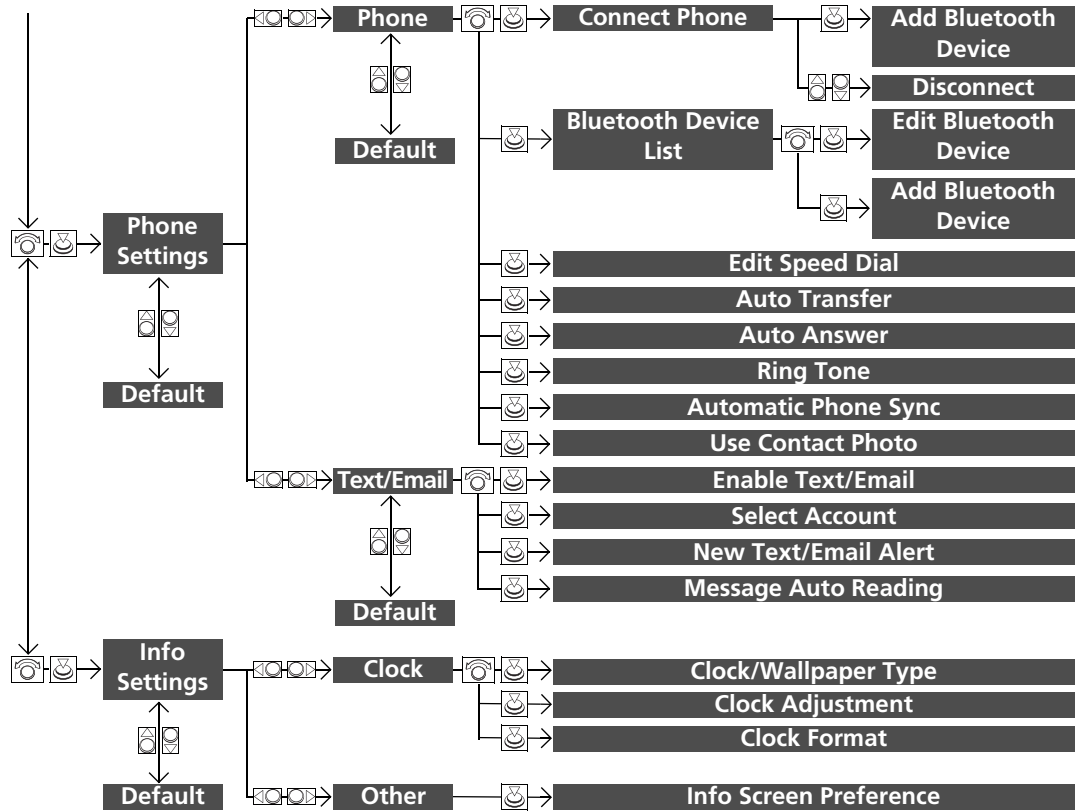 Phone
Connect Phone
Add Bluetooth
Device
Disconnect
Default
Bluetooth Device
List
Edit Bluetooth
Device
Add Bluetooth
Device
Phone
Settings
Default
Edit Speed Dial
Auto Transfer
Auto Answer
Ring Tone
Automatic Phone Sync
Use Contact Photo
Text/Email
Enable Text/Email
Select Account
New Text/Email Alert
Message Auto Reading
Default
Info
Settings
Default
Clock
Clock/Wallpaper Type
Clock Adjustment
Clock Format
Other
Info Screen Preference